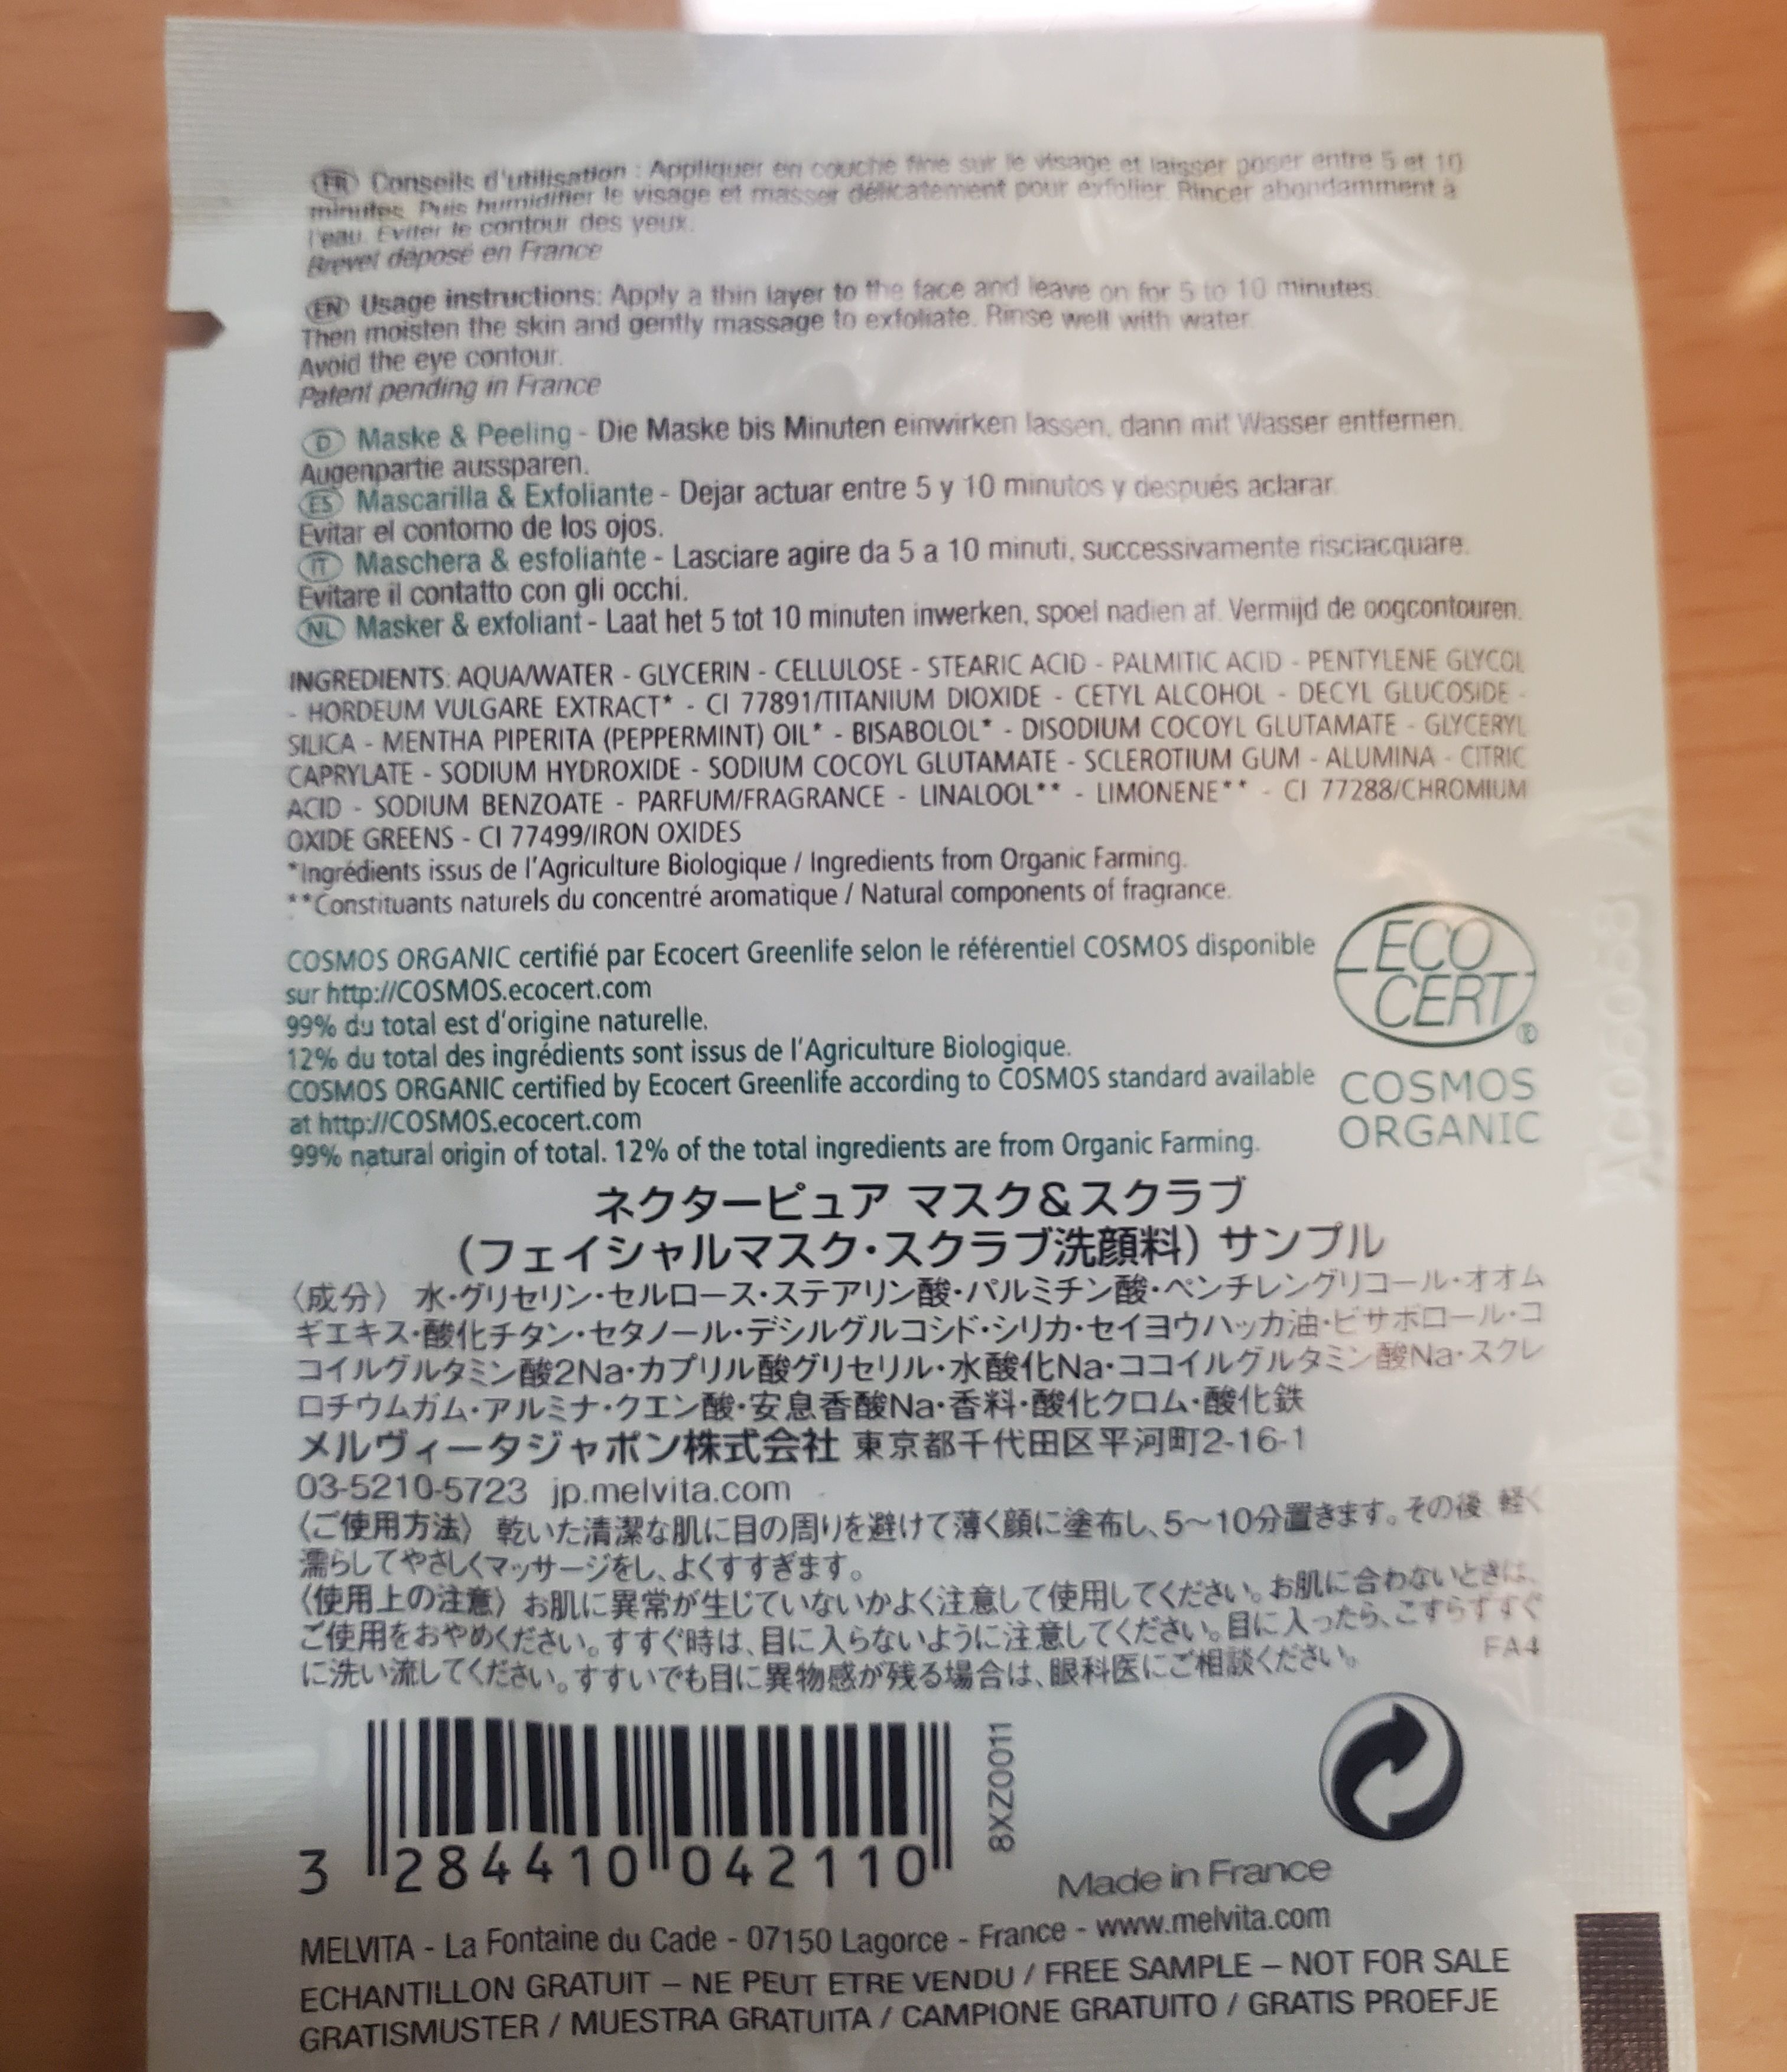 FR Conseils d'utilisation : Appliquer en couche fine sur le visage et laisser poser entre 5 et 10
minutes. Puis humidifier le visage et masser délicatement pour exfolier. Rincer abondamment à
l'eau. Eviter le contour des yeux.
Brevet déposé en France
EN Usage instructions: Apply a thin layer to the face and leave on for 5 to 10 minutes.
Then moisten the skin and gently massage to exfoliate. Rinse well with water.
Avoid the eye contour.
Patent pending in France
D Maske & Peeling - Die Maske bis Minuten einwirken lassen, dann mit Wasser entfernen.
Augenpartie aussparen.
ES Mascarilla & Exfoliante - Dejar actuar entre 5 y 10 minutos y después aclarar.
Evitar el contorno de los ojos.
IT Maschera & esfoliante - Lasciare agire da 5 a 10 minuti, successivamente risciacquare.
Evitare il contatto con gli occhi.
NL Masker & exfoliant - Laat het 5 tot 10 minuten inwerken, spoel nadien af. Vermijd de oogcontouren.
INGREDIENTS: AQUA/WATER - GLYCERIN - CELLULOSE - STEARIC ACID - PALMITIC ACID - PENTYLENE GLYCOL
- HORDEUM VULGARE EXTRACT* - CI 77891/TITANIUM DIOXIDE - CETYL ALCOHOL - DECYL GLUCOSIDE -
SILICA - MENTHA PIPERITA (PEPPERMINT) OIL* - BISABOLOL* - DISODIUM COCOYL GLUTAMATE - GLYCERYL
CAPRYLATE - SODIUM HYDROXIDE - SODIUM COCOYL GLUTAMATE - SCLEROTIUM GUM - ALUMINA - CITRIC
ACID - SODIUM BENZOATE - PARFUM/FRAGRANCE - LINALOOL** - LIMONENE** - CI 77288/CHROMIUM
OXIDE GREENS - CI 77499/IRON OXIDES
*Ingrédients issus de l'Agriculture Biologique / Ingredients from Organic Farming.
**Constituants naturels du concentré aromatique / Natural components of fragrance.
COSMOS ORGANIC certifié par Ecocert Greenlife selon le référentiel COSMOS disponible
sur http://COSMOS.ecocert.com
99% du total est d'origine naturelle.
12% du total des ingrédients sont issus de l'Agriculture Biologique.
COSMOS ORGANIC certified by Ecocert Greenlife according to COSMOS standard available
at http://COSMOS.ecocert.com
99% natural origin of total. 12% of the total ingredients are from Organic Farming.
ECO
CERT®
COSMOS
ORGANIC
ネクターピュア マスク&スクラブ
（フェイシャルマスク・スクラブ洗顔料）サンプル
〈成分〉 水・グリセリン・セルロース・ステアリン酸・パルミチン酸・ペンチレングリコール・オオム
ギエキス・酸化チタン・セタノール・デシルグルコシド・シリカ・セイヨウハッカ油・ビサボロール・コ
コイルグルタミン酸2Na・カプリル酸グリセリル・水酸化Na・ココイルグルタミン酸Na・スクレ
ロチウムガム・アルミナ・クエン酸・安息香酸Na・香料・酸化クロム・酸化鉄
メルヴィータジャポン株式会社 東京都千代田区平河町2-16-1
03-5210-5723 jp.melvita.com
〈ご使用方法〉 乾いた清潔な肌に目の周りを避けて薄く顔に塗布し、5〜10分置きます。その後、軽く
濡らしてやさしくマッサージをし、よくすすぎます。
〈使用上の注意〉 お肌に異常が生じていないかよく注意して使用してください。お肌に合わないときは、
ご使用をおやめください。すすぐ時は、目に入らないように注意してください。目に入ったら、こすらずすぐ
に洗い流してください。すすいでも目に異物感が残る場合は、眼科医にご相談ください。
FA4
3 284410 042110
8XZ0011
Made in France
MELVITA - La Fontaine du Cade - 07150 Lagorce - France - www.melvita.com
ECHANTILLON GRATUIT – NE PEUT ETRE VENDU / FREE SAMPLE – NOT FOR SALE
GRATISMUSTER / MUESTRA GRATUITA / CAMPIONE GRATUITO / GRATIS PROEFJE